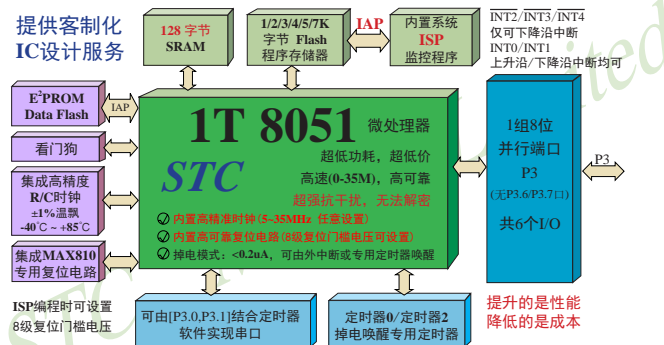 提供客制化
IC设计服务
128 字节
SRAM
1/2/3/4/5/7K
字节 Flash
程序存储器
IAP
内置系统
ISP
监控程序
INT2/INT3/INT4
仅可下降沿中断
INT0/INT1
上升沿/下降沿中断均可
E²PROM
Data Flash
IAP
看门狗
集成高精度
R/C时钟
±1%温飘
-40℃ ~ +85℃
集成MAX810
专用复位电路
ISP编程时可设置
8级复位门槛电压
1T 8051 微处理器
STC
超低功耗，超低价
高速(0-35M)，高可靠
超强抗干扰，无法解密
内置高精准时钟(5~35MHz 任意设置)
内置高可靠复位电路(8级复位门槛电压可设置)
掉电模式：<0.2uA，可由外中断或专用定时器唤醒
1组8位
并行端口
P3
(无P3.6/P3.7口)
共6个I/O
P3
可由[P3.0,P3.1]结合定时器
软件实现串口
定时器0/定时器2
掉电唤醒专用定时器
提升的是性能
降低的是成本